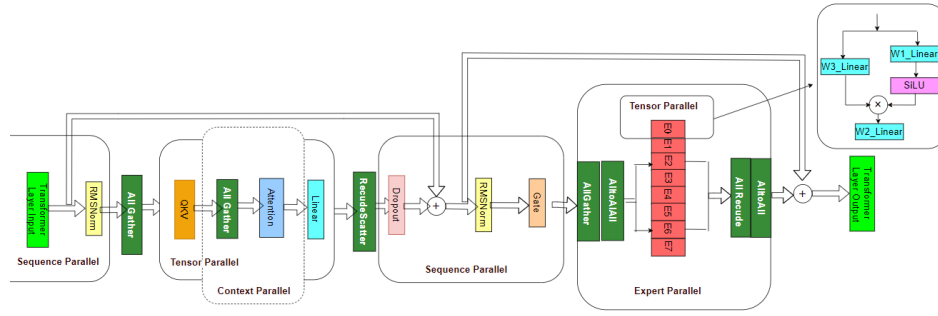 W1_Linear
W3_Linear
SiLU
×
W2_Linear
Tensor Parallel
E0
E1
E2
E3
E4
E5
E6
E7
Transformer
Layer Input
RMSNorm
All Gather
QKV
All Gather
Attention
Linear
RecudeScatter
Dropout
+
RMSNorm
Gate
AllGather
AlltoAlAll
All Recude
AlltoAll
+
Transformer
Layer Output
Sequence Parallel
Tensor Parallel
Context Parallel
Sequence Parallel
Expert Parallel